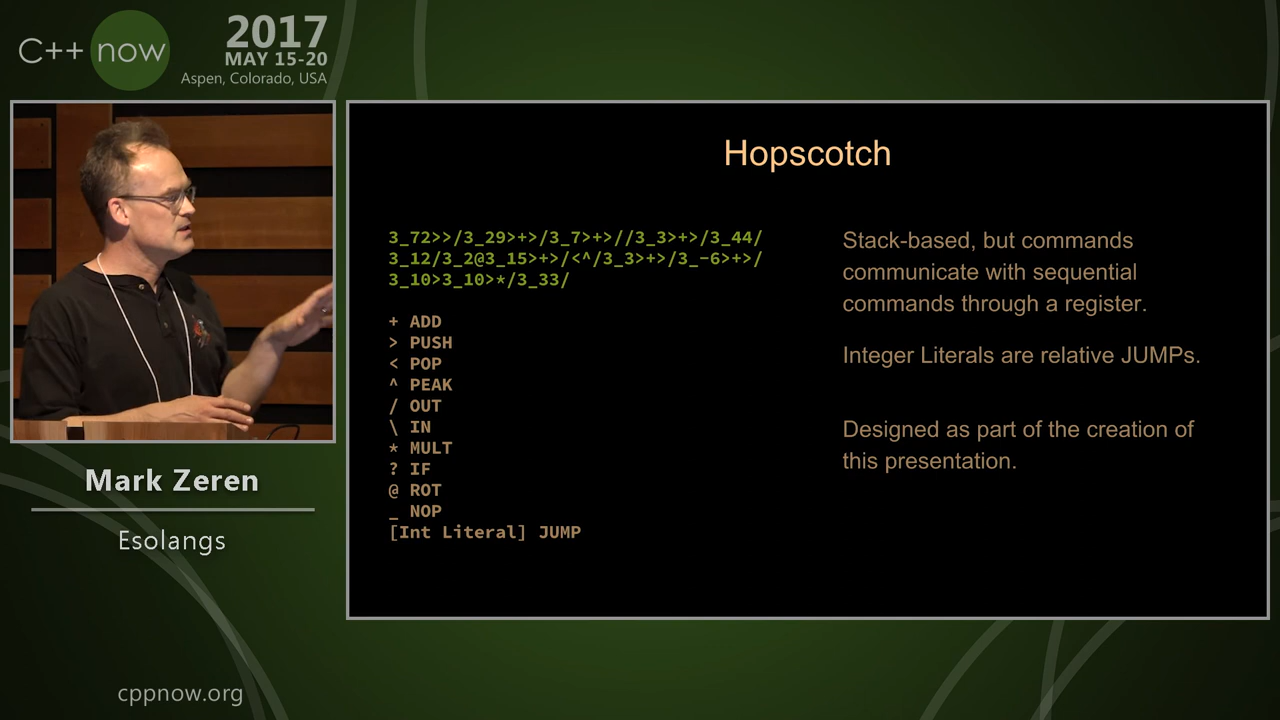 C++ now
2017
MAY 15-20
Aspen, Colorado, USA
Hopscotch
3_72>>/3_29>+>/3_7>+>//3_3>+>/3_44/
3_12/3_2@3_15>+>/<^/3_3>+>/3_-6>+>/
3_10>3_10>*/3_33/
+ ADD
> PUSH
< POP
^ PEAK
/ OUT
\ IN
* MULT
? IF
@ ROT
_ NOP
[Int Literal] JUMP
Stack-based, but commands
communicate with sequential
commands through a register.
Integer Literals are relative JUMPs.
Designed as part of the creation of
this presentation.
Mark Zeren
Esolangs
cppnow.org